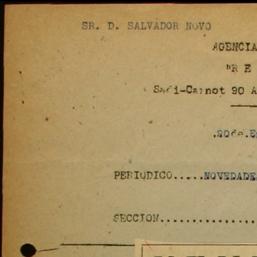 SR. D. SALVADOR NOVO
AGENCIA
"R E
Sadi-Carnot 90 A
PERIODICO.....NOVEDADE
SECCION................